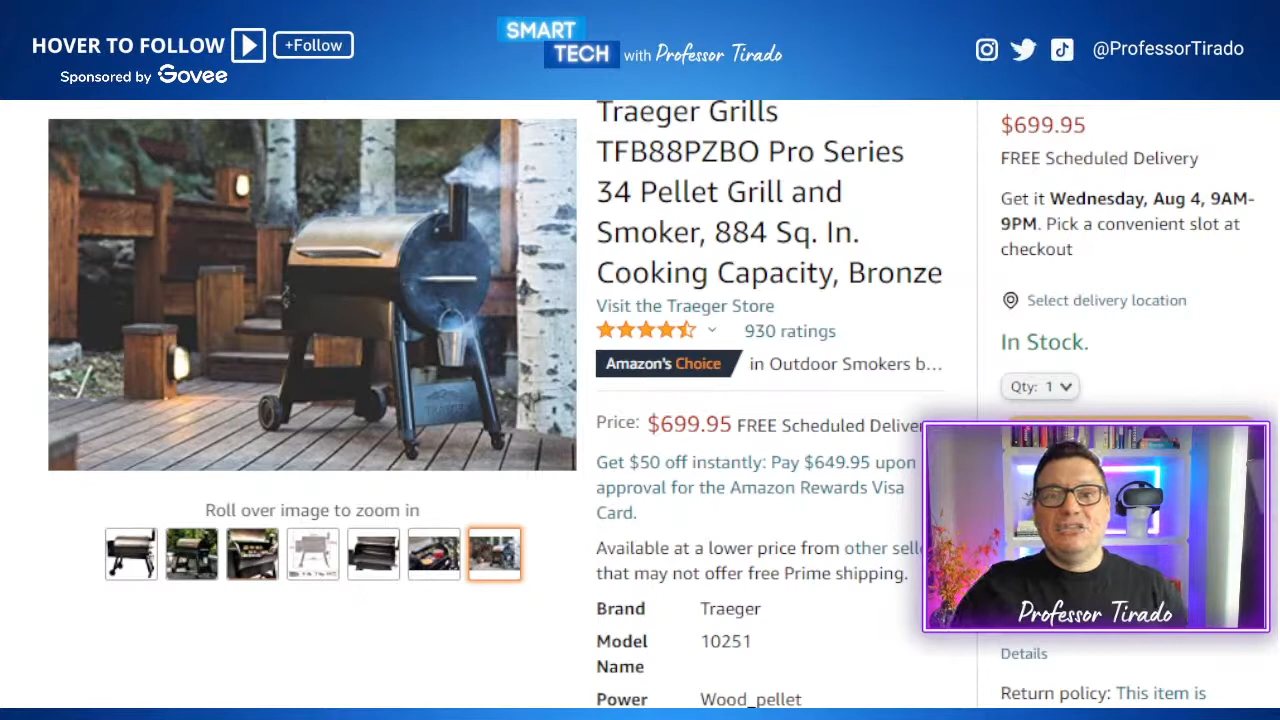 HOVER TO FOLLOW
+Follow
Sponsored by Govee
SMART
TECH with Professor Tirado
@ProfessorTirado
Traeger Grills
TFB88PZBO Pro Series
34 Pellet Grill and
Smoker, 884 Sq. In.
Cooking Capacity, Bronze
Visit the Traeger Store
930 ratings
Amazon's Choice in Outdoor Smokers b...
Price: $699.95 FREE Scheduled Deliver
Get $50 off instantly: Pay $649.95 upon
approval for the Amazon Rewards Visa
Card.
Available at a lower price from other selle
that may not offer free Prime shipping.
Brand Traeger
Model 10251
Name
Power Wood_pellet
Roll over image to zoom in
TRAEGER
$699.95
FREE Scheduled Delivery
Get it Wednesday, Aug 4, 9AM-
9PM. Pick a convenient slot at
checkout
Select delivery location
In Stock.
Qty: 1
Professor Tirado
Details
Return policy: This item is